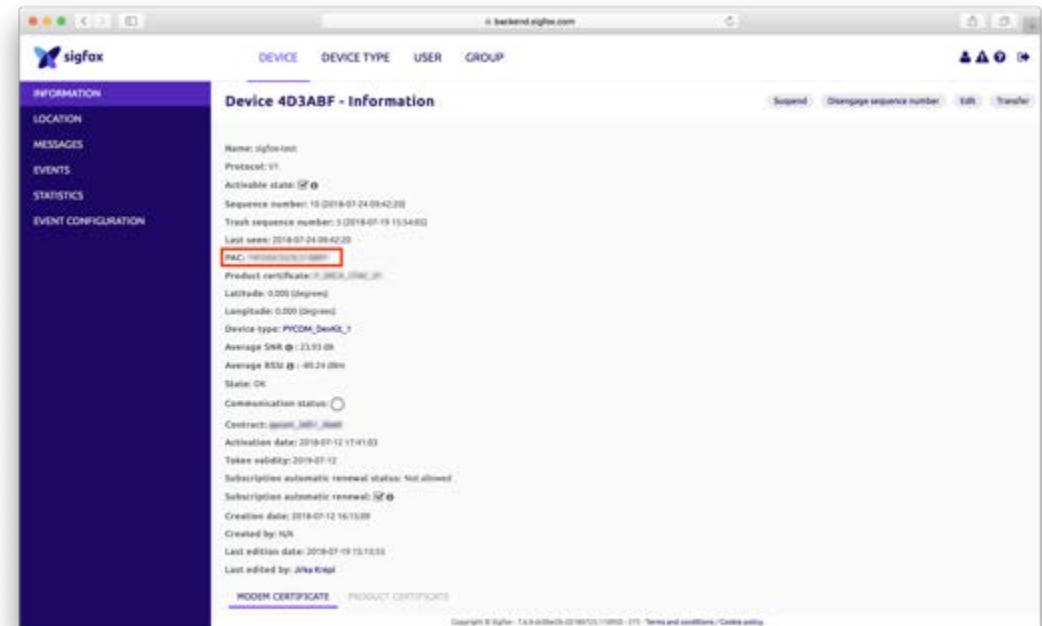 backend.sigfox.com
sigfox
DEVICE DEVICE TYPE USER GROUP
INFORMATION
LOCATION
MESSAGES
EVENTS
STATISTICS
EVENT CONFIGURATION
Device 4D3ABF - Information
Suspend Disengage sequence number Edit Transfer
Name: sigfox-test
Protocol: V1
Activable state:
Sequence number: 10 (2018-07-24 09:42:20)
Trash sequence number: 3 (2018-07-19 15:54:05)
Last seen: 2018-07-24 09:42:20
PAC:
Product certificate:
Latitude: 0.000 (degrees)
Longitude: 0.000 (degrees)
Device type: PYCOM_DevKit_1
Average SNR : 23.93 dB
Average RSSI : -89.24 dBm
State: OK
Communication status:
Contract:
Activation date: 2018-07-12 17:41:03
Token validity: 2019-07-12
Subscription automatic renewal status: Not allowed
Subscription automatic renewal:
Creation date: 2018-07-12 16:15:09
Created by: N/A
Last edition date: 2018-07-19 15:15:55
Last edited by: Jirka Krepl
MODEM CERTIFICATE PRODUCT CERTIFICATE
Copyright © Sigfox - Terms and conditions / Cookie policy.